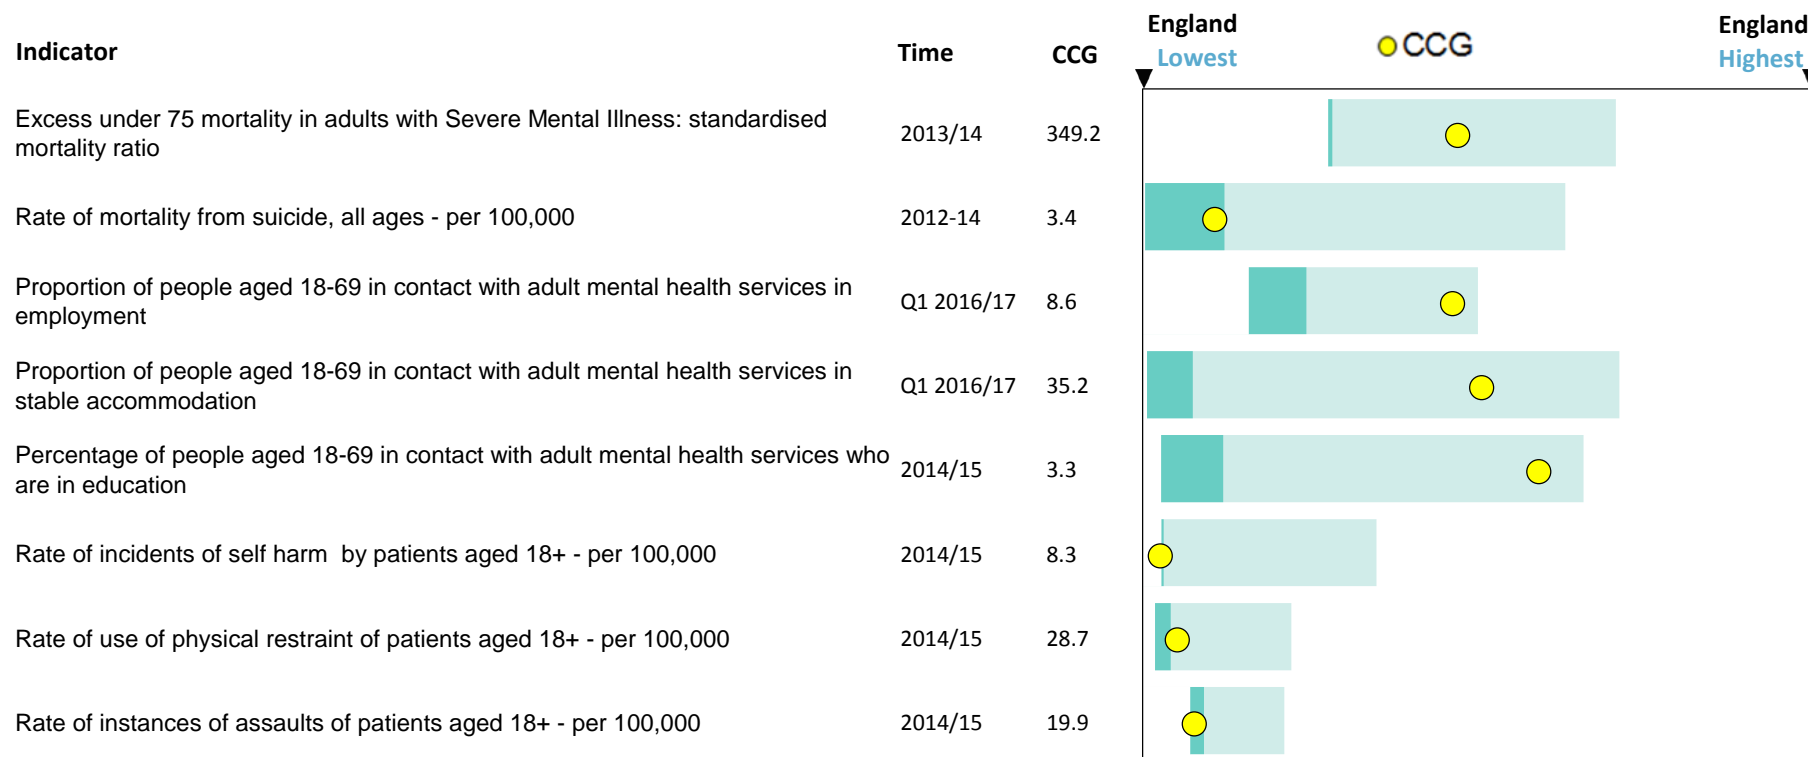 Indicator Time CCG England Lowest CCG England Highest
Excess under 75 mortality in adults with Severe Mental Illness: standardised
mortality ratio
2013/14 349.2
Rate of mortality from suicide, all ages - per 100,000 2012-14 3.4
Proportion of people aged 18-69 in contact with adult mental health services in
employment
Q1 2016/17 8.6
Proportion of people aged 18-69 in contact with adult mental health services in
stable accommodation
Q1 2016/17 35.2
Percentage of people aged 18-69 in contact with adult mental health services who
are in education
2014/15 3.3
Rate of incidents of self harm  by patients aged 18+ - per 100,000 2014/15 8.3
Rate of use of physical restraint of patients aged 18+ - per 100,000 2014/15 28.7
Rate of instances of assaults of patients aged 18+ - per 100,000 2014/15 19.9